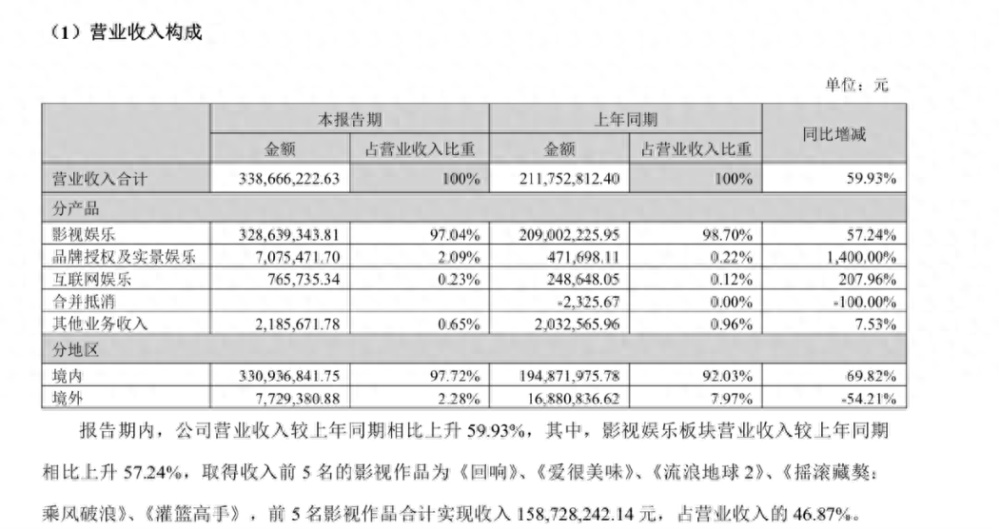 （1）营业收入构成
单位：元
本报告期 上年同期 同比增减
金额 占营业收入比重 金额 占营业收入比重
营业收入合计 338,666,222.63 100% 211,752,812.40 100% 59.93%
分产品
影视娱乐 328,639,343.81 97.04% 209,002,225.95 98.70% 57.24%
品牌授权及实景娱乐 7,075,471.70 2.09% 471,698.11 0.22% 1,400.00%
互联网娱乐 765,735.34 0.23% 248,648.05 0.12% 207.96%
合并抵消 -2,325.67 0.00% -100.00%
其他业务收入 2,185,671.78 0.65% 2,032,565.96 0.96% 7.53%
分地区
境内 330,936,841.75 97.72% 194,871,975.78 92.03% 69.82%
境外 7,729,380.88 2.28% 16,880,836.62 7.97% -54.21%
报告期内，公司营业收入较上年同期相比上升 59.93%，其中，影视娱乐板块营业收入较上年同期
相比上升 57.24%，取得收入前 5 名的影视作品为《回响》、《爱很美味》、《流浪地球 2》、《摇滚藏獒：
乘风破浪》、《灌篮高手》，前 5 名影视作品合计实现收入 158,728,242.14 元，占营业收入的 46.87%。